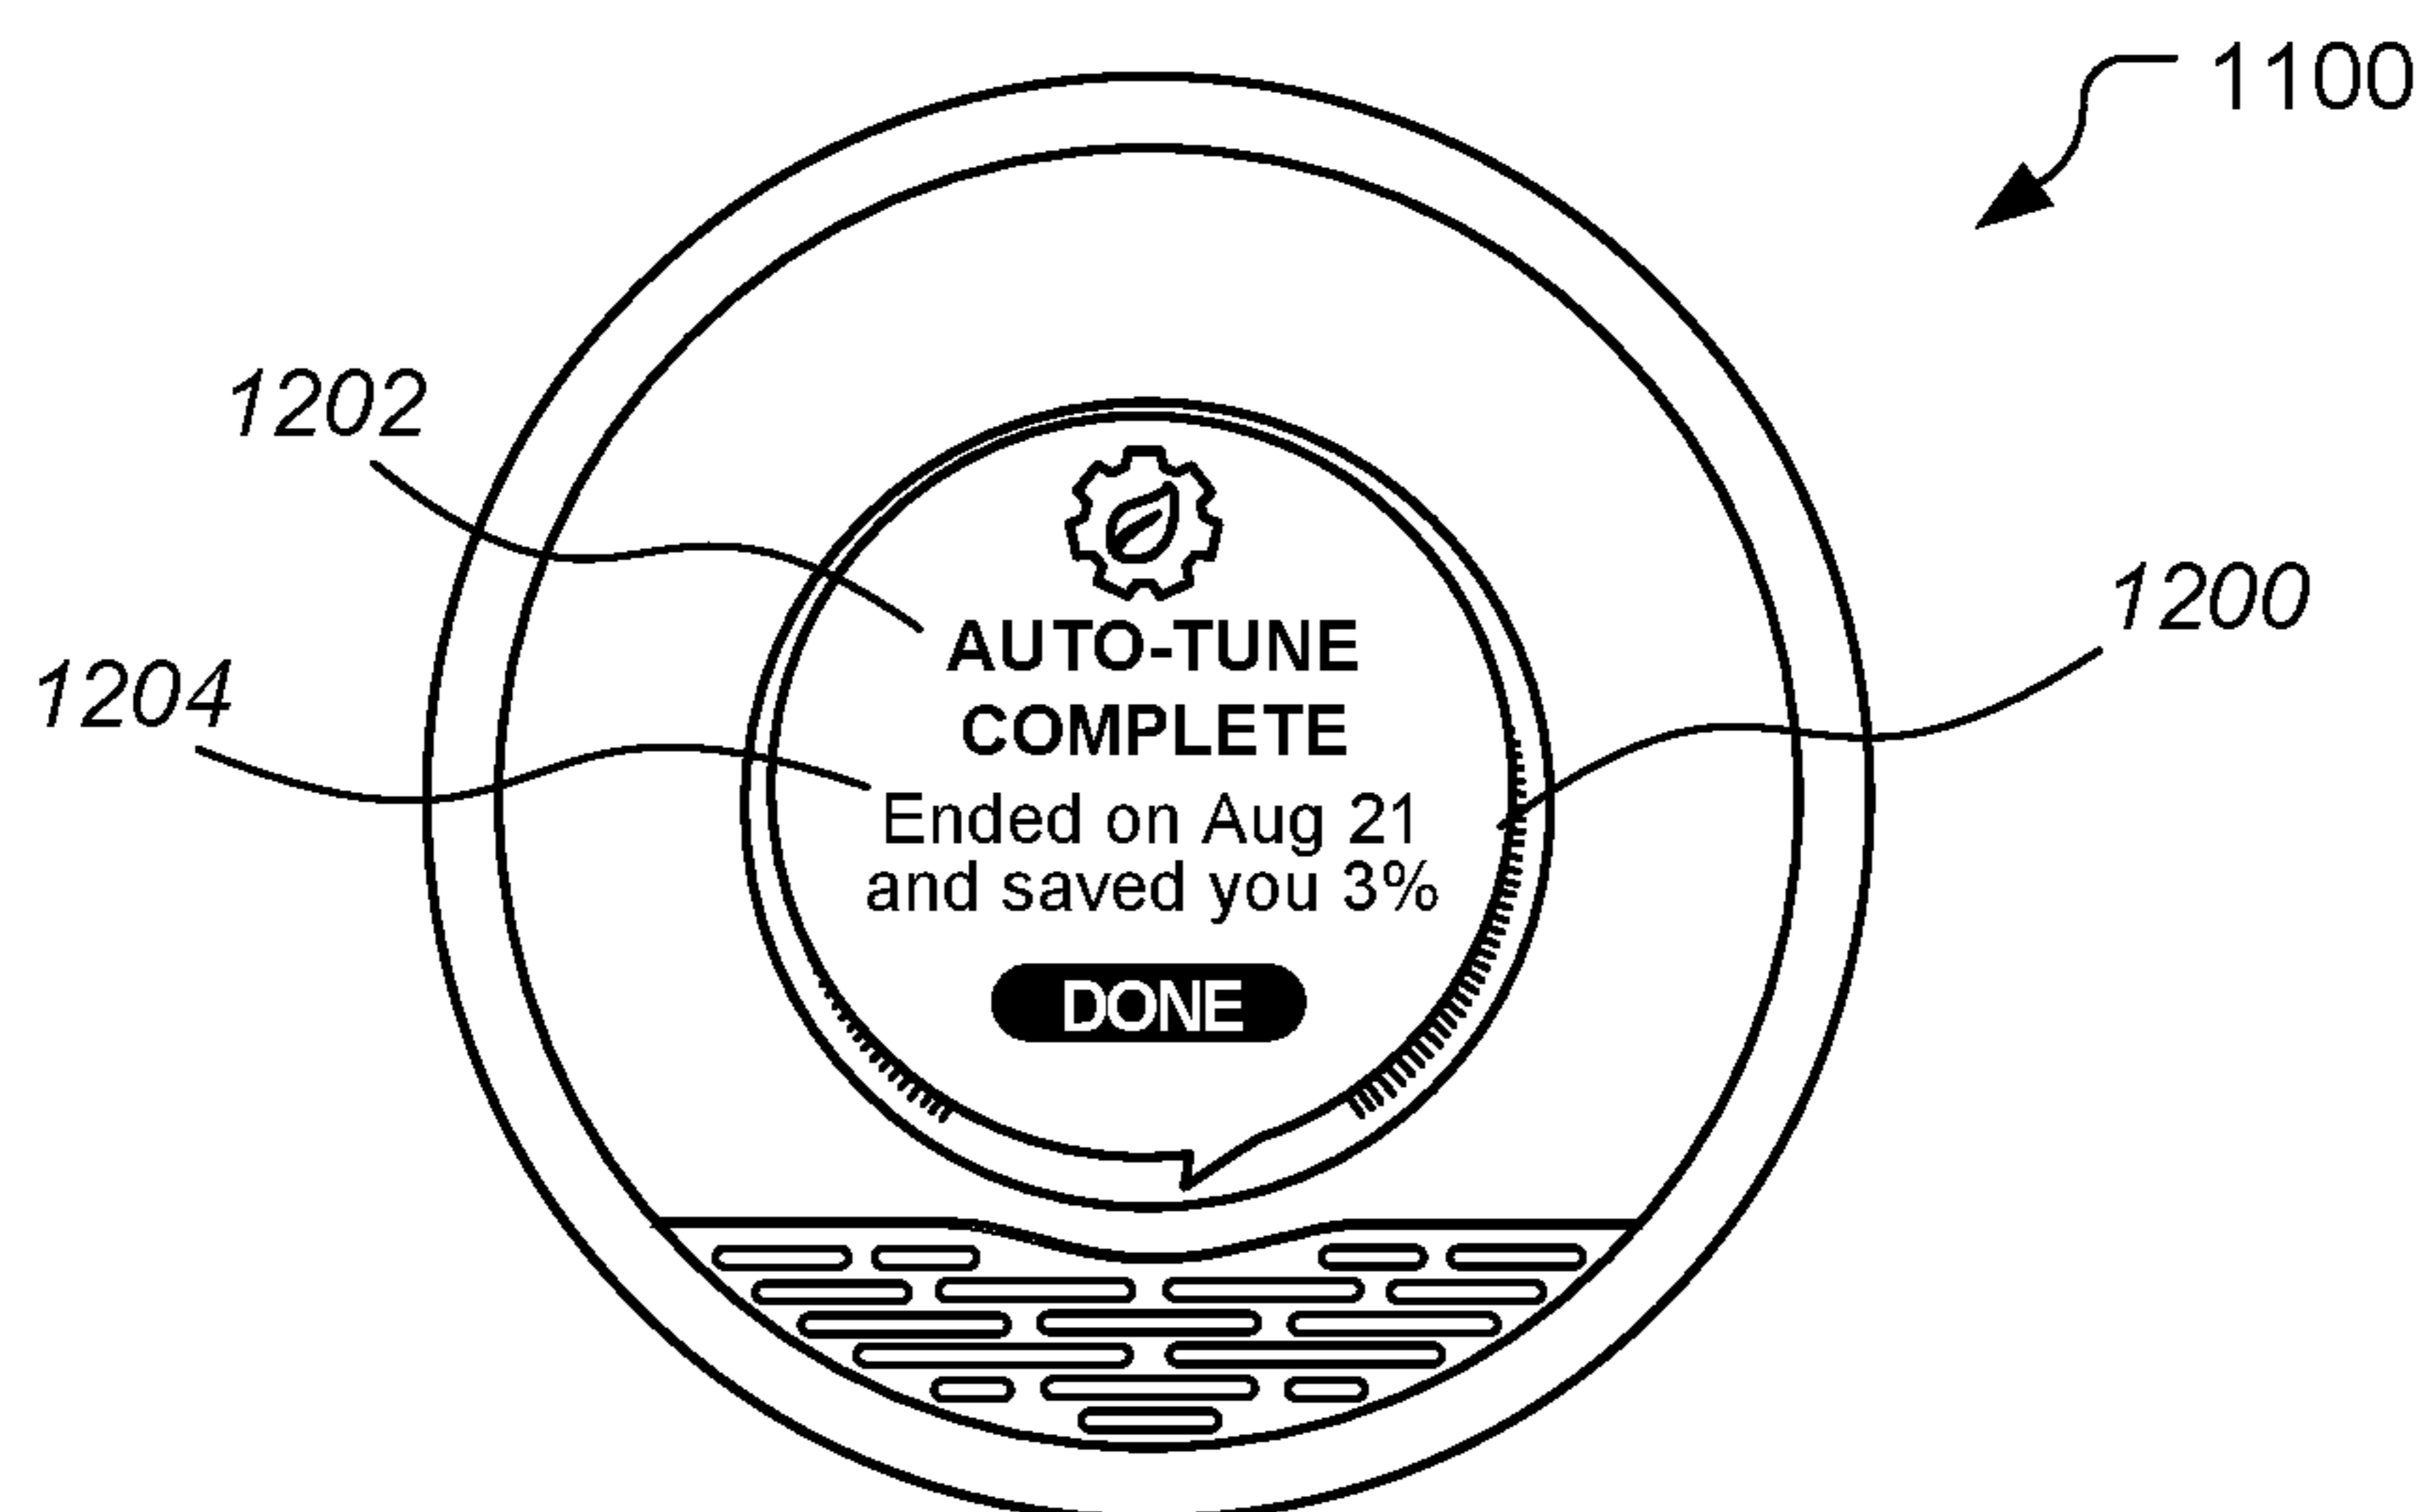 1100
1202
1200
AUTO-TUNE
1204
COMPLETE
Ended on Aug 21
and saved you 3%
DONE